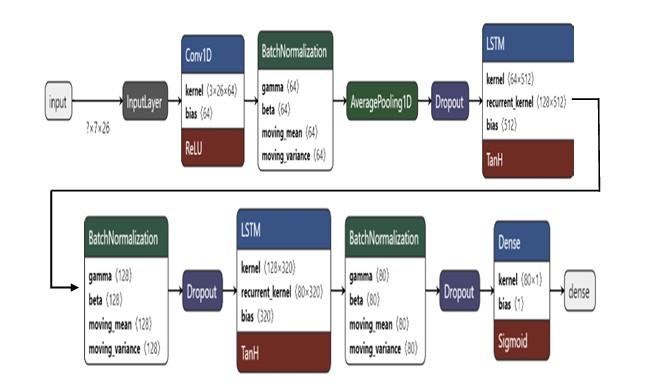 input
?×7×26
InputLayer
Conv1D
kernel ⟨3×26×64⟩
bias ⟨64⟩
ReLU
BatchNormalization
gamma ⟨64⟩
beta ⟨64⟩
moving_mean ⟨64⟩
moving_variance ⟨64⟩
AveragePooling1D
Dropout
LSTM
kernel ⟨64×512⟩
recurrent_kernel ⟨128×512⟩
bias ⟨512⟩
TanH
BatchNormalization
gamma ⟨128⟩
beta ⟨128⟩
moving_mean ⟨128⟩
moving_variance ⟨128⟩
Dropout
LSTM
kernel ⟨128×320⟩
recurrent_kernel ⟨80×320⟩
bias ⟨320⟩
TanH
BatchNormalization
gamma ⟨80⟩
beta ⟨80⟩
moving_mean ⟨80⟩
moving_variance ⟨80⟩
Dropout
Dense
kernel ⟨80×1⟩
bias ⟨1⟩
Sigmoid
dense